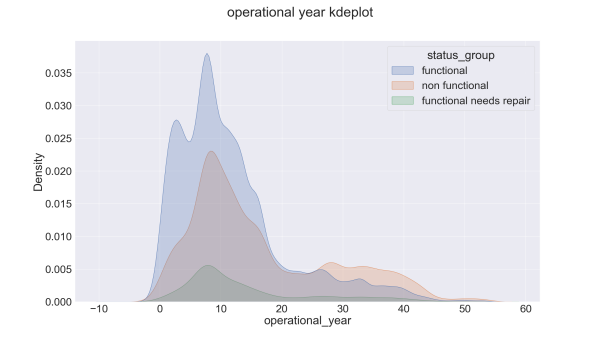 operational year kdeplot
status_group
functional
non functional
functional needs repair
Density
0.035
0.030
0.025
0.020
0.015
0.010
0.005
0.000
−10 0 10 20 30 40 50 60
operational_year